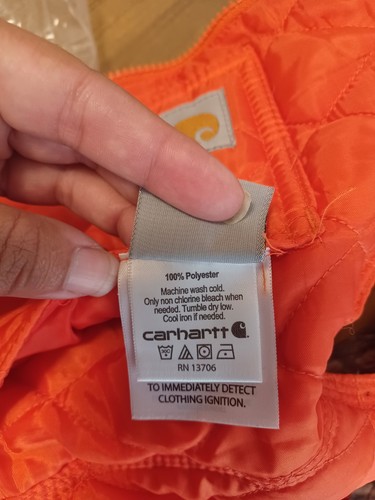 100% Polyester
Machine wash cold.
Only non chlorine bleach when
needed. Tumble dry low.
Cool iron if needed.
carhartt
RN 13706
TO IMMEDIATELY DETECT
CLOTHING IGNITION.